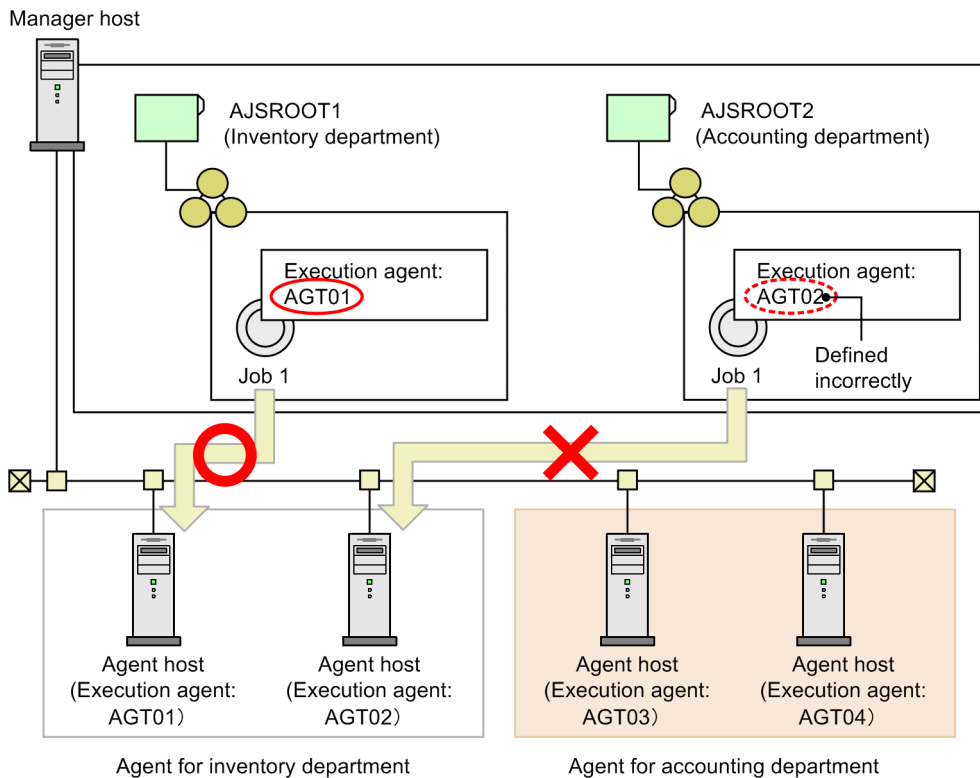 Manager host
AJSROOT1
(Inventory department)
AJSROOT2
(Accounting department)
Execution agent:
AGT01
Execution agent:
AGT02
Defined
incorrectly
Job 1
Job 1
Agent host
(Execution agent:
AGT01）
Agent host
(Execution agent:
AGT02）
Agent host
(Execution agent:
AGT03）
Agent host
(Execution agent:
AGT04）
Agent for inventory department
Agent for accounting department